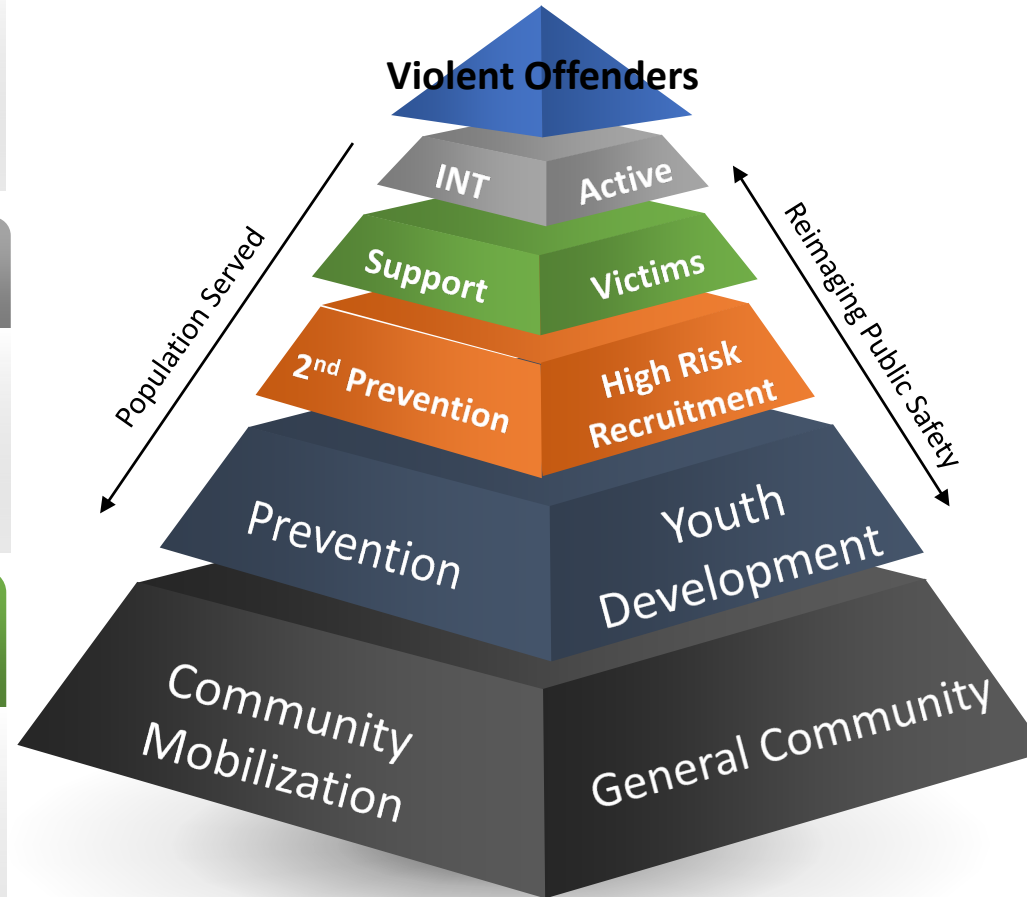 Violent Offenders
INT
Active
Support
Victims
2nd Prevention
High Risk
Recruitment
Prevention
Youth
Development
Community
Mobilization
General Community
Population Served
Reimaging Public Safety